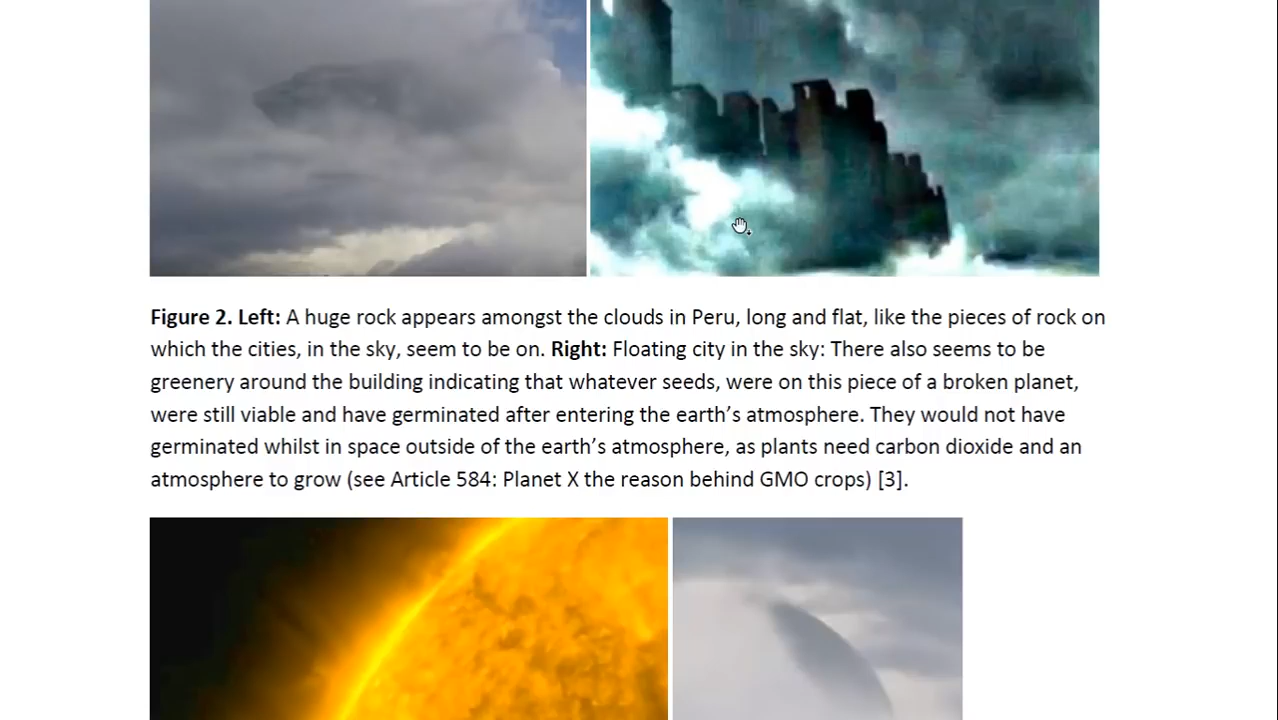 Figure 2. Left: A huge rock appears amongst the clouds in Peru, long and flat, like the pieces of rock on
which the cities, in the sky, seem to be on. Right: Floating city in the sky: There also seems to be
greenery around the building indicating that whatever seeds, were on this piece of a broken planet,
were still viable and have germinated after entering the earth’s atmosphere. They would not have
germinated whilst in space outside of the earth’s atmosphere, as plants need carbon dioxide and an
atmosphere to grow (see Article 584: Planet X the reason behind GMO crops) [3].